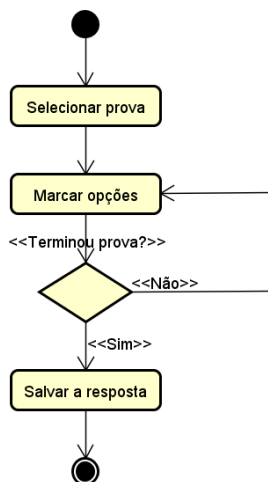 Selecionar prova
Marcar opções
<<Terminou prova?>>
<<Não>>
<<Sim>>
Salvar a resposta